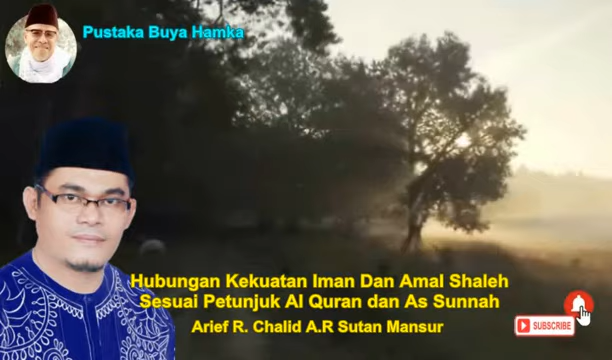 Pustaka Buya Hamka
Hubungan Kekuatan Iman Dan Amal Shaleh
Sesuai Petunjuk Al Quran dan As Sunnah
Arief R. Chalid A.R Sutan Mansur
SUBSCRIBE